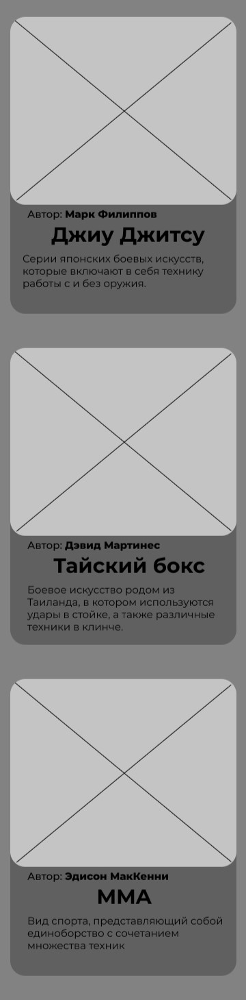 Автор: Марк Филиппов
Джиу Джитсу
Серии японских боевых искусств,
которые включают в себя технику
работы с и без оружия.
Автор: Дэвид Мартинес
Тайский бокс
Боевое искусство родом из
Таиланда, в котором используются
удары в стойке, а также различные
техники в клинче.
Автор: Эдисон МакКенни
ММА
Вид спорта, представляющий собой
единоборство с сочетанием
множества техник